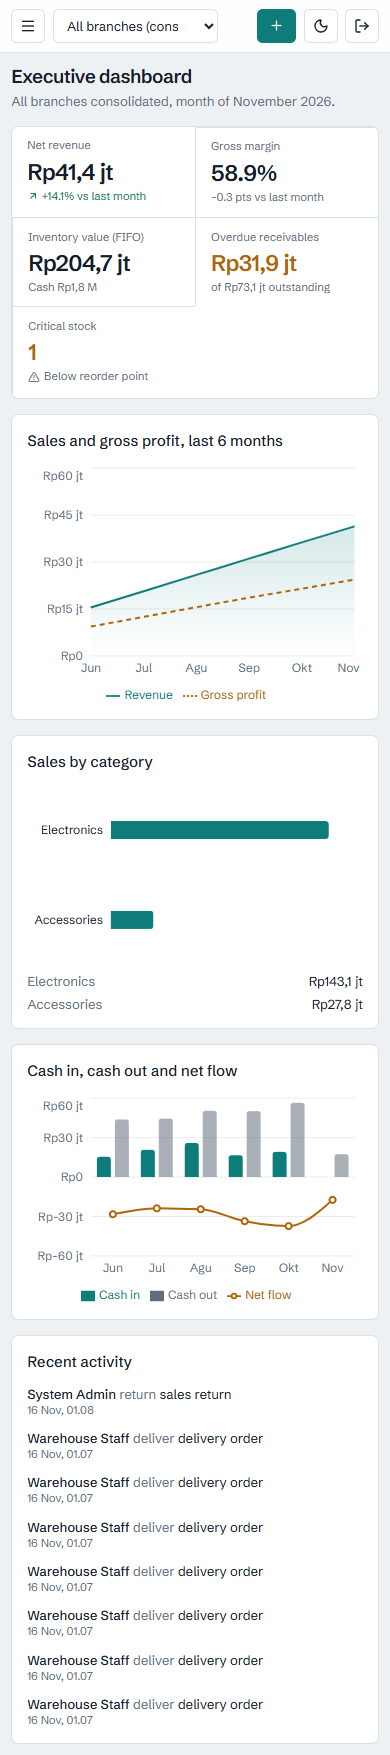 All branches (cons
Executive dashboard
All branches consolidated, month of November 2026.
Net revenue
Rp41,4 jt
+14.1% vs last month
Gross margin
58.9%
-0.3 pts vs last month
Inventory value (FIFO)
Rp204,7 jt
Cash Rp1,8 M
Overdue receivables
Rp31,9 jt
of Rp73,1 jt outstanding
Critical stock
1
Below reorder point
Sales and gross profit, last 6 months
Rp60 jt
Rp45 jt
Rp30 jt
Rp15 jt
Rp0
Jun Jul Agu Sep Okt Nov
Revenue Gross profit
Sales by category
Electronics
Accessories
Electronics Rp143,1 jt
Accessories Rp27,8 jt
Cash in, cash out and net flow
Rp60 jt
Rp30 jt
Rp0
Rp-30 jt
Rp-60 jt
Jun Jul Agu Sep Okt Nov
Cash in Cash out Net flow
Recent activity
System Admin return sales return
16 Nov, 01.08
Warehouse Staff deliver delivery order
16 Nov, 01.07
Warehouse Staff deliver delivery order
16 Nov, 01.07
Warehouse Staff deliver delivery order
16 Nov, 01.07
Warehouse Staff deliver delivery order
16 Nov, 01.07
Warehouse Staff deliver delivery order
16 Nov, 01.07
Warehouse Staff deliver delivery order
16 Nov, 01.07
Warehouse Staff deliver delivery order
16 Nov, 01.07